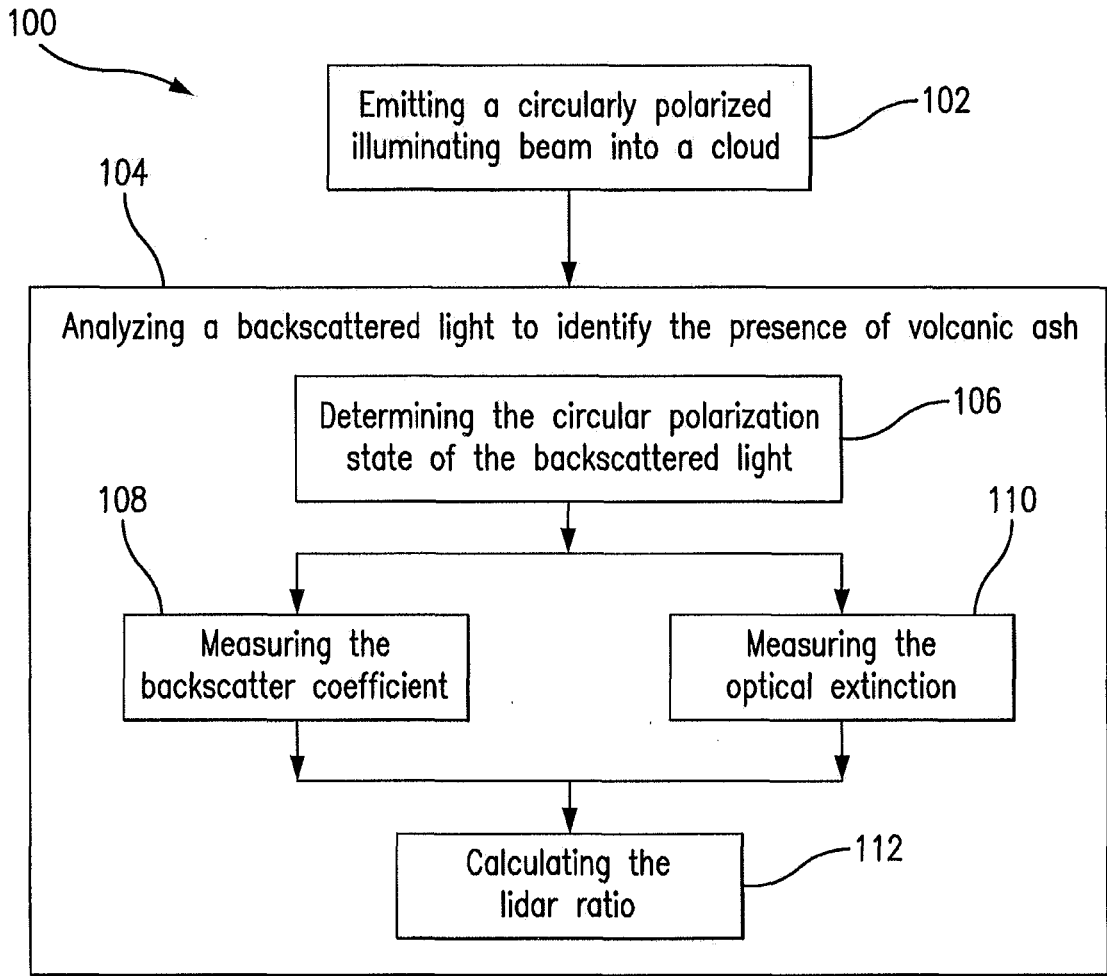 100
Emitting a circularly polarized
illuminating beam into a cloud
102
104
Analyzing a backscattered light to identify the presence of volcanic ash
Determining the circular polarization
state of the backscattered light
106
108
110
Measuring the
backscatter coefficient
Measuring the
optical extinction
Calculating the
lidar ratio
112